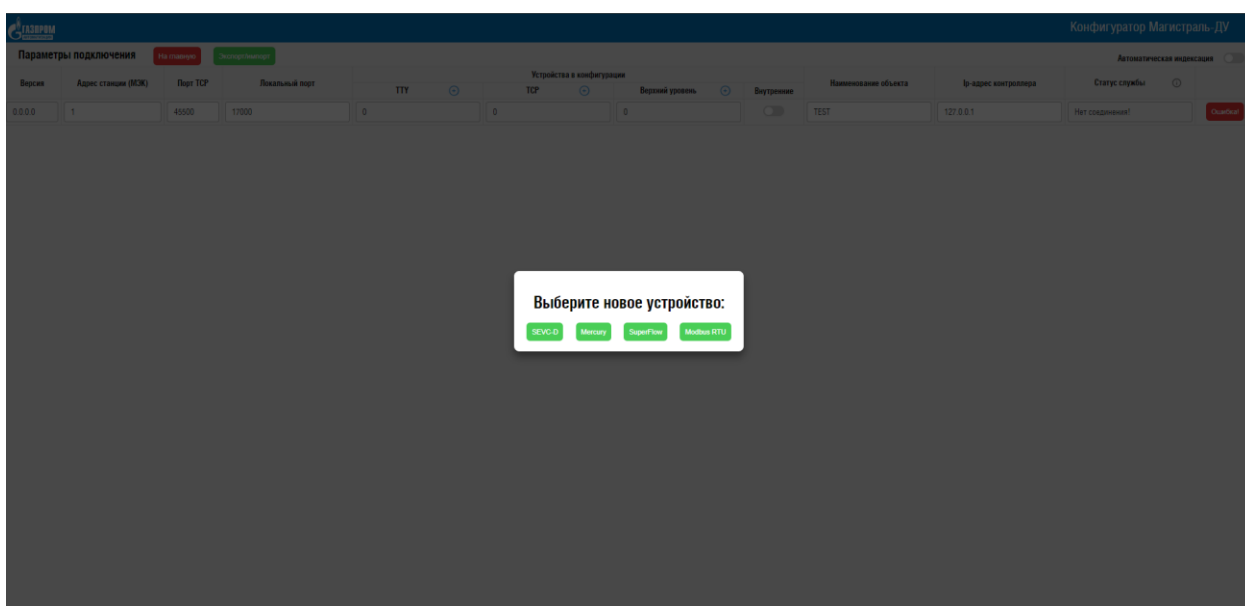 ГАЗПРОМ
Конфигуратор Магистраль-ДУ
Параметры подключения На главную Экспорт/импорт Автоматическая индексация
Устройства в конфигурации
Версия Адрес станции (МЭК) Порт TCP Локальный порт TTY TCP Верхний уровень Внутренние Наименование объекта Ip-адрес контроллера Статус службы
0.0.0.0 1 45500 17000 0 0 0 TEST 127.0.0.1 Нет соединения! Ошибка!
Выберите новое устройство:
SEVC-D Mercury SuperFlow Modbus RTU